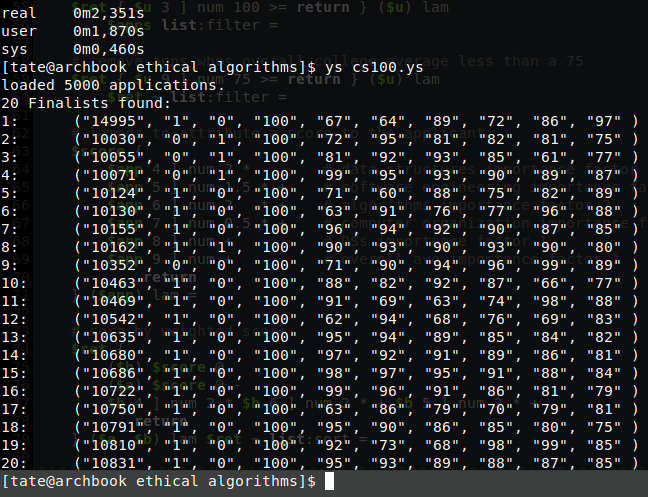 real    0m2,351s
user    0m1,870s
sys     0m0,460s
[tate@archbook ethical algorithms]$ ys cs100.ys
loaded 5000 applications.
20 Finalists found:
1:      ("14995", "1", "0", "100", "67", "64", "89", "72", "86", "97" )
2:      ("10030", "0", "1", "100", "72", "95", "81", "82", "81", "75" )
3:      ("10055", "0", "1", "100", "81", "92", "93", "85", "61", "77" )
4:      ("10071", "0", "1", "100", "99", "95", "93", "90", "89", "87" )
5:      ("10124", "1", "0", "100", "71", "60", "88", "75", "82", "89" )
6:      ("10130", "1", "0", "100", "63", "91", "76", "77", "96", "88" )
7:      ("10155", "1", "0", "100", "96", "94", "92", "90", "87", "85" )
8:      ("10162", "1", "1", "100", "90", "93", "90", "93", "90", "80" )
9:      ("10352", "0", "0", "100", "71", "90", "94", "96", "99", "89" )
10:     ("10463", "1", "0", "100", "88", "82", "92", "87", "66", "77" )
11:     ("10469", "1", "0", "100", "91", "69", "63", "74", "98", "88" )
12:     ("10542", "1", "0", "100", "62", "94", "68", "76", "69", "83" )
13:     ("10635", "1", "0", "100", "95", "94", "89", "85", "84", "82" )
14:     ("10680", "1", "0", "100", "97", "92", "91", "89", "86", "81" )
15:     ("10686", "1", "0", "100", "98", "97", "95", "91", "88", "84" )
16:     ("10722", "1", "0", "100", "99", "96", "91", "86", "81", "79" )
17:     ("10750", "1", "0", "100", "63", "86", "79", "70", "79", "81" )
18:     ("10791", "1", "0", "100", "95", "90", "86", "85", "80", "75" )
19:     ("10810", "1", "0", "100", "92", "73", "68", "98", "99", "85" )
20:     ("10831", "1", "0", "100", "95", "93", "89", "88", "87", "85" )
[tate@archbook ethical algorithms]$